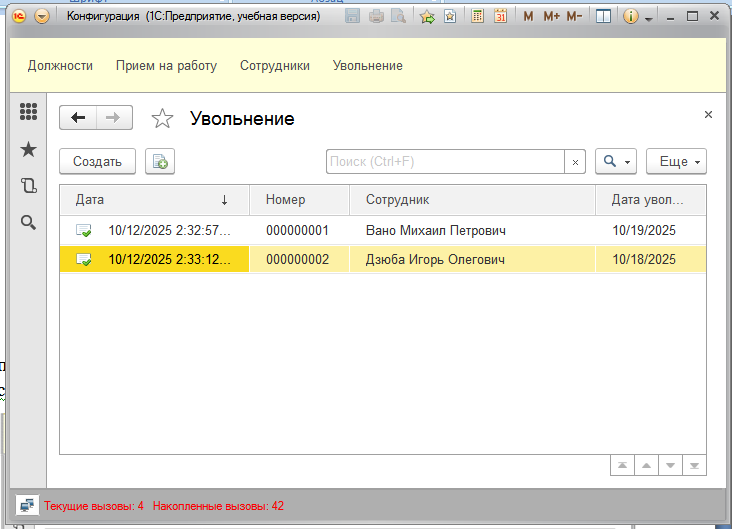 Конфигурация (1С:Предприятие, учебная версия)
M M+ M-
31
Должности Прием на работу Сотрудники Увольнение
Увольнение
Создать Поиск (Ctrl+F) × Еще
Дата ↓ Номер Сотрудник Дата увол...
10/12/2025 2:32:57... 000000001 Вано Михаил Петрович 10/19/2025
10/12/2025 2:33:12... 000000002 Дзюба Игорь Олегович 10/18/2025
Текущие вызовы: 4 Накопленные вызовы: 42